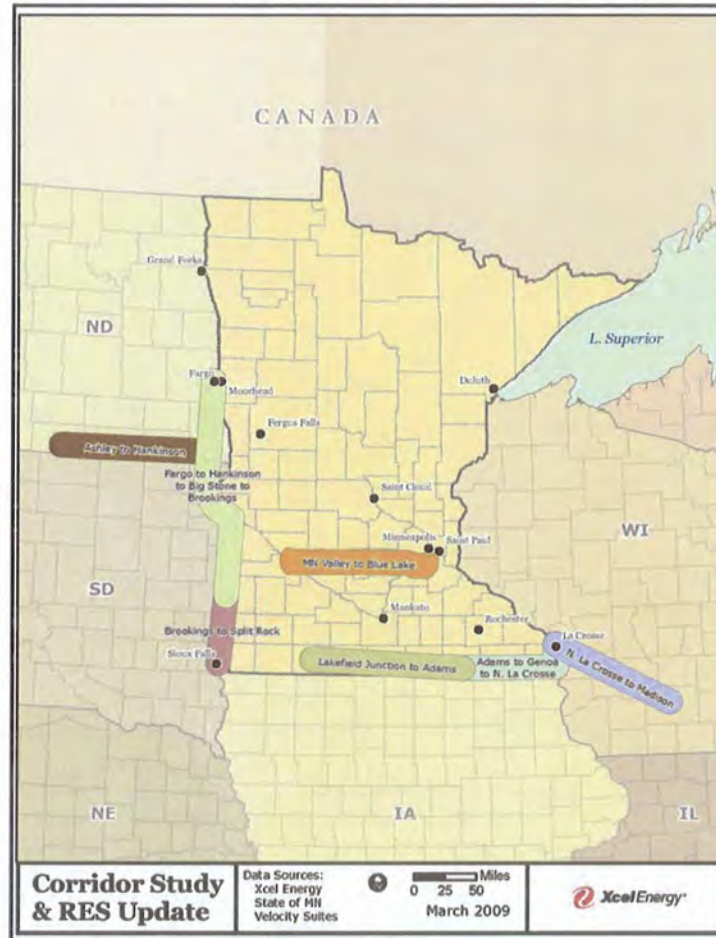 CANADA
Grand Forks
ND
L. Superior
Fargo
Moorhead
Duluth
Fergus Falls
Ashley to Hankinson
Fargo to Hankinson
to Big Stone to
Brookings
Saint Cloud
WI
Minneapolis
Saint Paul
MN Valley to Blue Lake
SD
Mankato
Rochester
Brookings to Split Rock
La Crosse
Sioux Falls
Lakefield Junction to Adams
Adams to Genoa
to N. La Crosse
N. La Crosse to Madison
NE
IA
IL
Corridor Study
& RES Update
Data Sources:
Xcel Energy
State of MN
Velocity Suites
Miles
0 25 50
March 2009
Xcel Energy